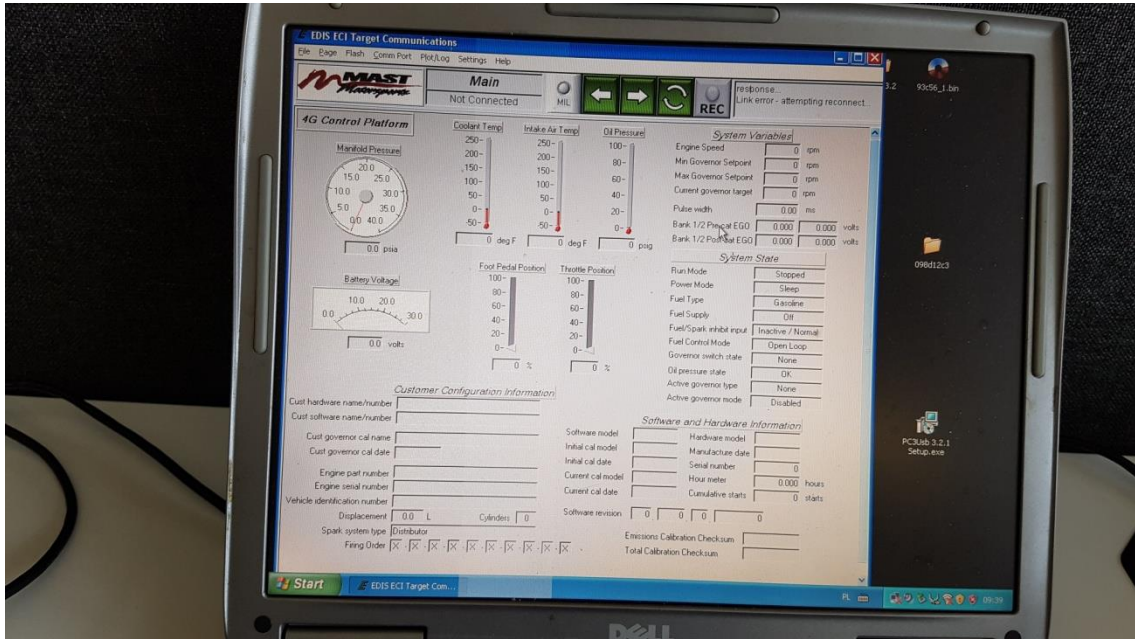 EDIS ECI Target Communications
File Page Flash Comm Port Plot/Log Settings Help
MAST
Motorsports
Main
Not Connected
MIL
REC
response...
Link error - attempting reconnect...
3.2
93c56_1.bin
4G Control Platform
Manifold Pressure
20.0
15.0 25.0
10.0 30.0
5.0 35.0
0.0 40.0
0.0 psia
Battery Voltage
10.0 20.0
0.0 30.0
0.0 volts
Coolant Temp
250
200
150
100
50
0
-50
0 deg F
Intake Air Temp
250
200
150
100
50
0
-50
0 deg F
Oil Pressure
100
80
60
40
20
0
0 psig
Foot Pedal Position
100
80
60
40
20
0
0 %
Throttle Position
100
80
60
40
20
0
0 %
System Variables
Engine Speed 0 rpm
Min Governor Setpoint 0 rpm
Max Governor Setpoint 0 rpm
Current governor target 0 rpm
Pulse width 0.00 ms
Bank 1/2 Pre-cat EGO 0.000 0.000 volts
Bank 1/2 Post-cat EGO 0.000 0.000 volts
System State
Run Mode Stopped
Power Mode Sleep
Fuel Type Gasoline
Fuel Supply Off
Fuel/Spark inhibit input Inactive / Normal
Fuel Control Mode Open Loop
Governor switch state None
Oil pressure state OK
Active governor type None
Active governor mode Disabled
Customer Configuration Information
Cust hardware name/number
Cust software name/number
Cust governor cal name
Cust governor cal date
Engine part number
Engine serial number
Vehicle identification number
Displacement 0.0 L Cylinders 0
Spark system type Distributor
Firing Order X - X - X - X - X - X - X - X - X
Software and Hardware Information
Software model
Initial cal model
Initial cal date
Current cal model
Current cal date
Hardware model
Manufacture date
Serial number 0
Hour meter 0.000 hours
Cumulative starts 0 starts
Software revision 0 0 0 0
Emissions Calibration Checksum
Total Calibration Checksum
098d12c3
PC3Usb 3.2.1
Setup.exe
Start
EDIS ECI Target Com...
PL
09:39
DELL